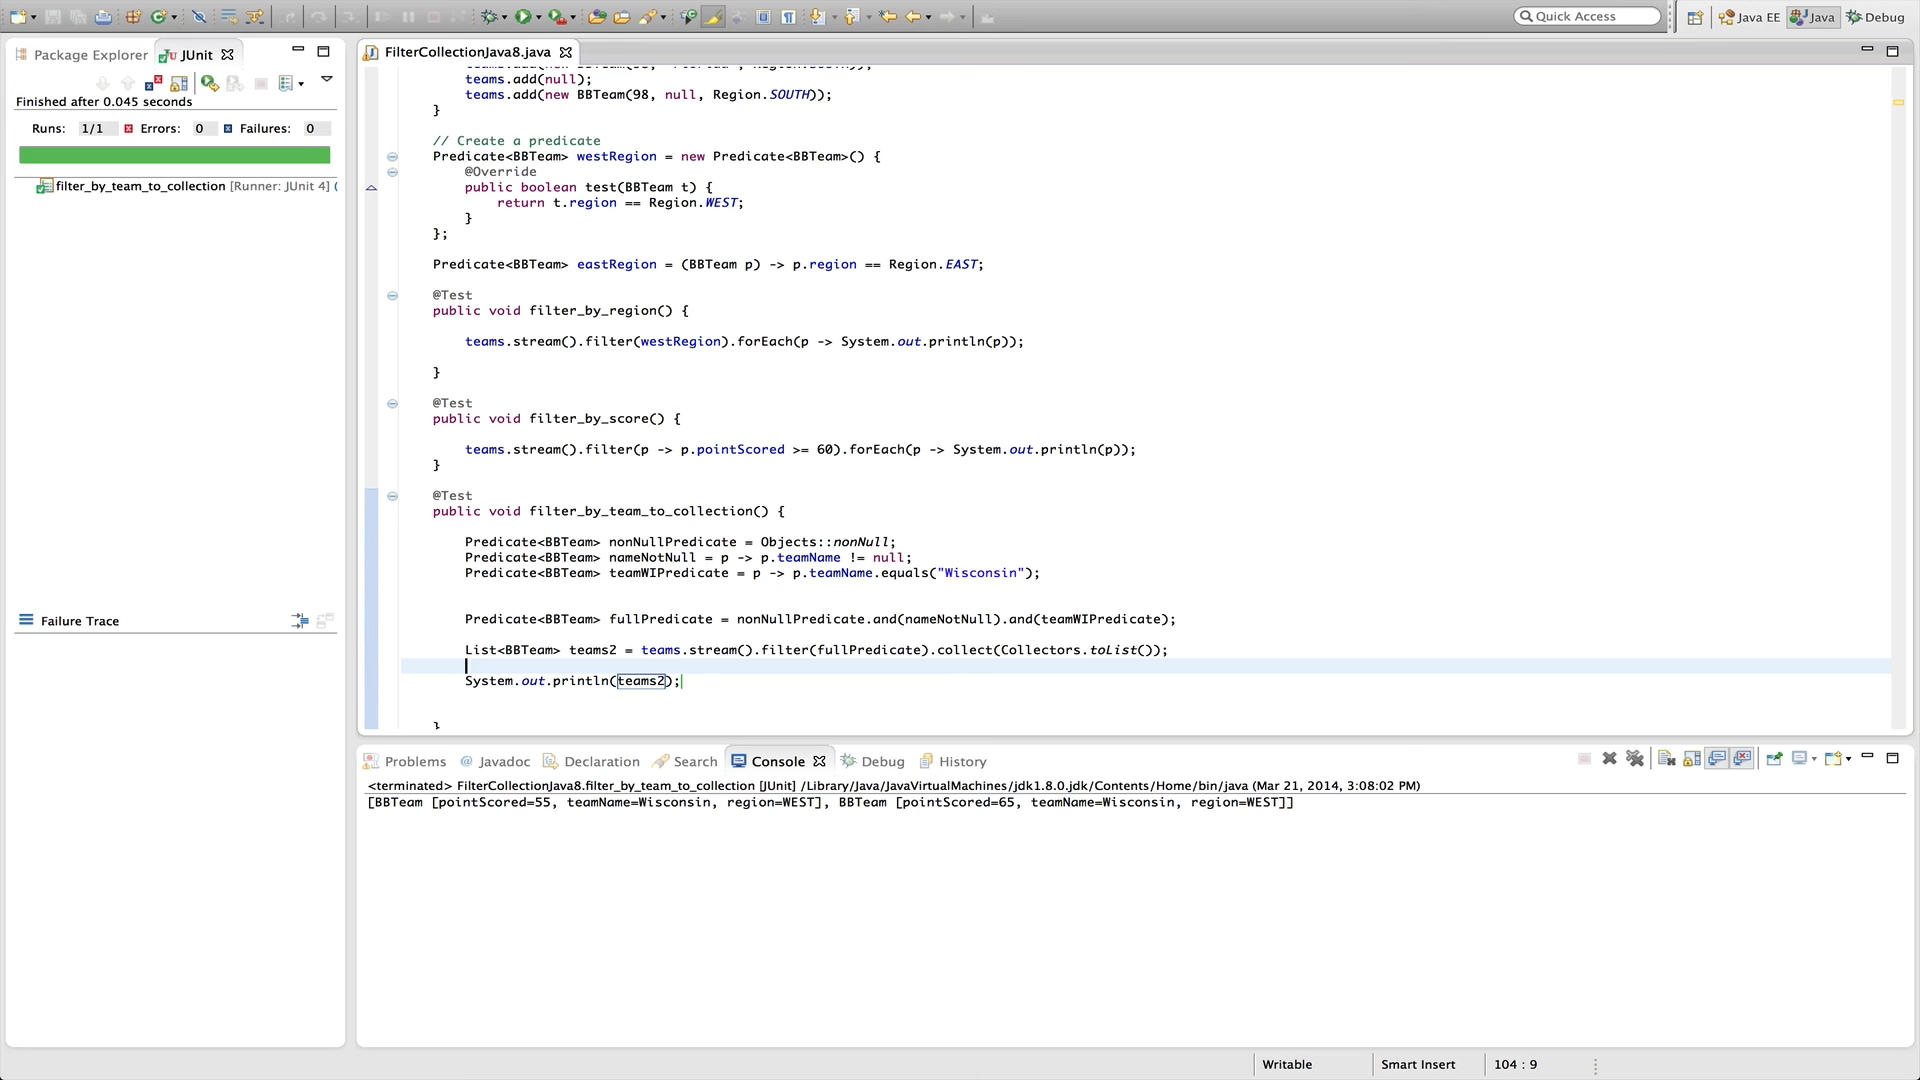 Quick Access
Java EE
Java
Debug
Package Explorer
JUnit
Finished after 0.045 seconds
Runs: 1/1 Errors: 0 Failures: 0
filter_by_team_to_collection [Runner: JUnit 4] (
Failure Trace
FilterCollectionJava8.java
teams.add(null);
teams.add(new BBTeam(98, null, Region.SOUTH));
}
// Create a predicate
Predicate<BBTeam> westRegion = new Predicate<BBTeam>() {
@Override
public boolean test(BBTeam t) {
return t.region == Region.WEST;
}
};
Predicate<BBTeam> eastRegion = (BBTeam p) -> p.region == Region.EAST;
@Test
public void filter_by_region() {
teams.stream().filter(westRegion).forEach(p -> System.out.println(p));
}
@Test
public void filter_by_score() {
teams.stream().filter(p -> p.pointScored >= 60).forEach(p -> System.out.println(p));
}
@Test
public void filter_by_team_to_collection() {
Predicate<BBTeam> nonNullPredicate = Objects::nonNull;
Predicate<BBTeam> nameNotNull = p -> p.teamName != null;
Predicate<BBTeam> teamWIPredicate = p -> p.teamName.equals("Wisconsin");
Predicate<BBTeam> fullPredicate = nonNullPredicate.and(nameNotNull).and(teamWIPredicate);
List<BBTeam> teams2 = teams.stream().filter(fullPredicate).collect(Collectors.toList());
System.out.println(teams2);
}
Problems @ Javadoc Declaration Search Console Debug History
<terminated> FilterCollectionJava8.filter_by_team_to_collection [JUnit] /Library/Java/JavaVirtualMachines/jdk1.8.0.jdk/Contents/Home/bin/java (Mar 21, 2014, 3:08:02 PM)
[BBTeam [pointScored=55, teamName=Wisconsin, region=WEST], BBTeam [pointScored=65, teamName=Wisconsin, region=WEST]]
Writable
Smart Insert
104 : 9